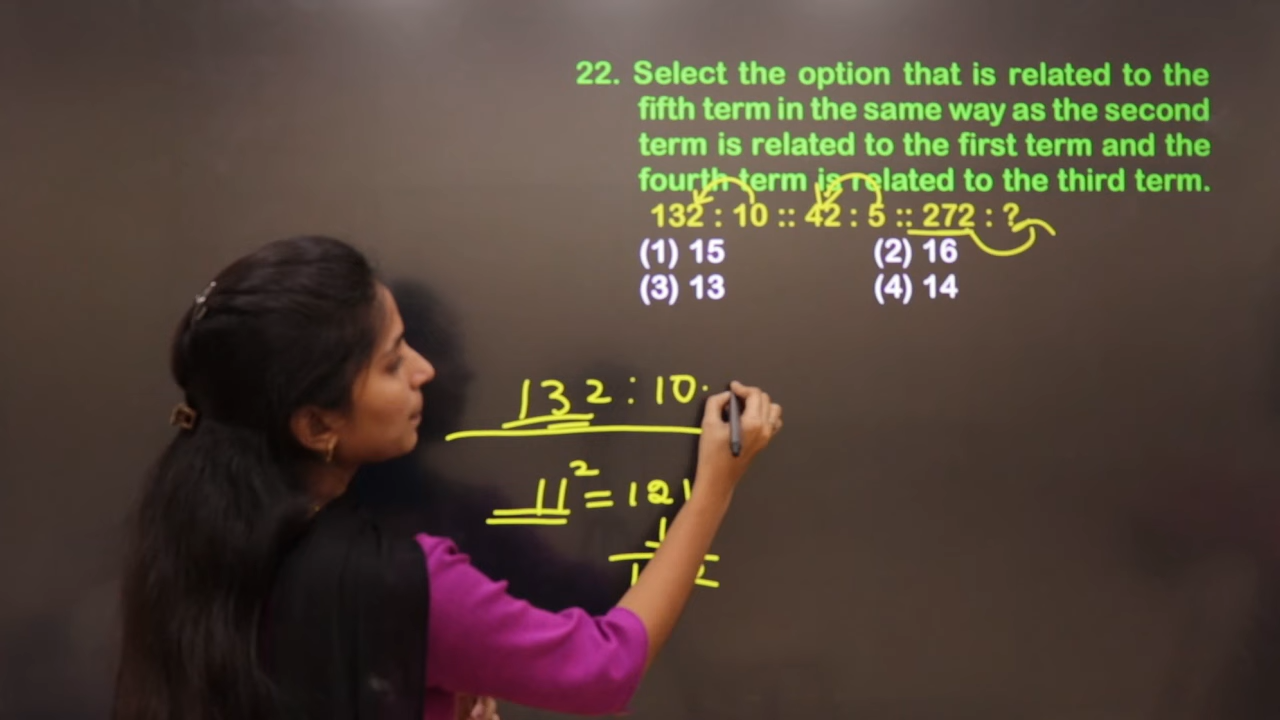 22. Select the option that is related to the
fifth term in the same way as the second
term is related to the first term and the
fourth term is related to the third term.
132 : 10 :: 42 : 5 :: 272 : ?
(1) 15 (2) 16
(3) 13 (4) 14
132 : 10
11² = 121